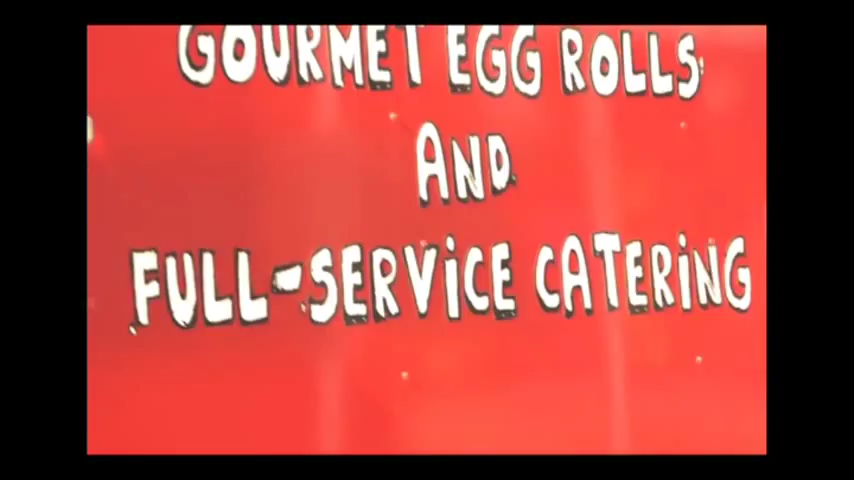 GOURMET EGG ROLLS
AND
FULL-SERViCE CATERiNG